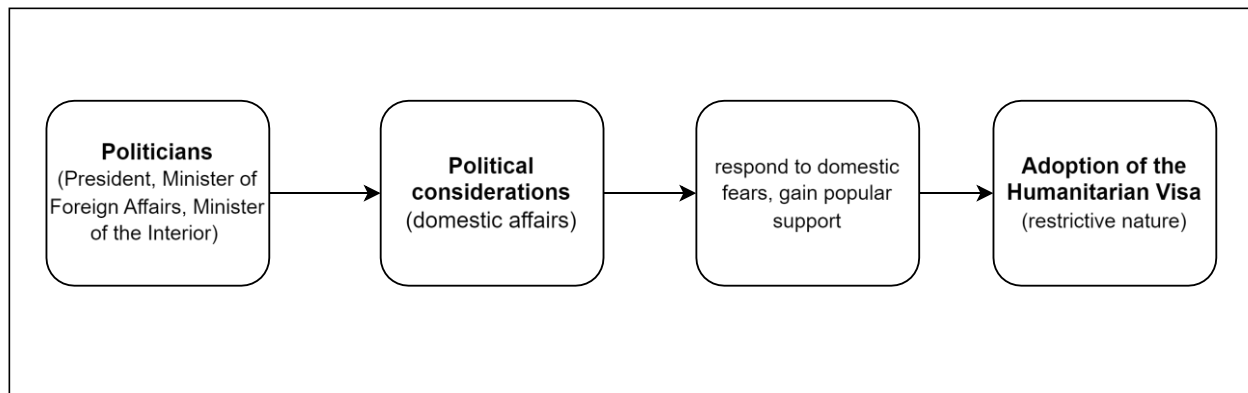 Politicians
(President, Minister of
Foreign Affairs, Minister
of the Interior)
Political
considerations
(domestic affairs)
respond to domestic
fears, gain popular
support
Adoption of the
Humanitarian Visa
(restrictive nature)